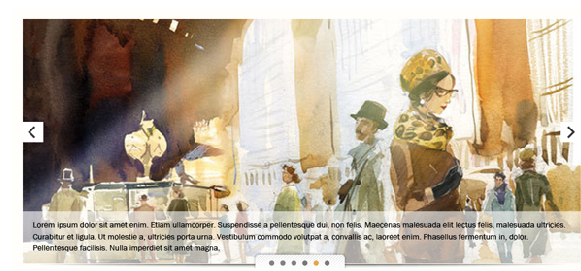 Lorem ipsum dolor sit amet enim. Etiam ullamcorper. Suspendisse a pellentesque dui, non felis. Maecenas malesuada elit lectus felis, malesuada ultricies.
Curabitur et ligula. Ut molestie a, ultricies porta urna. Vestibulum commodo volutpat a, convallis ac, laoreet enim. Phasellus fermentum in, dolor.
Pellentesque facilisis. Nulla imperdiet sit amet magna.